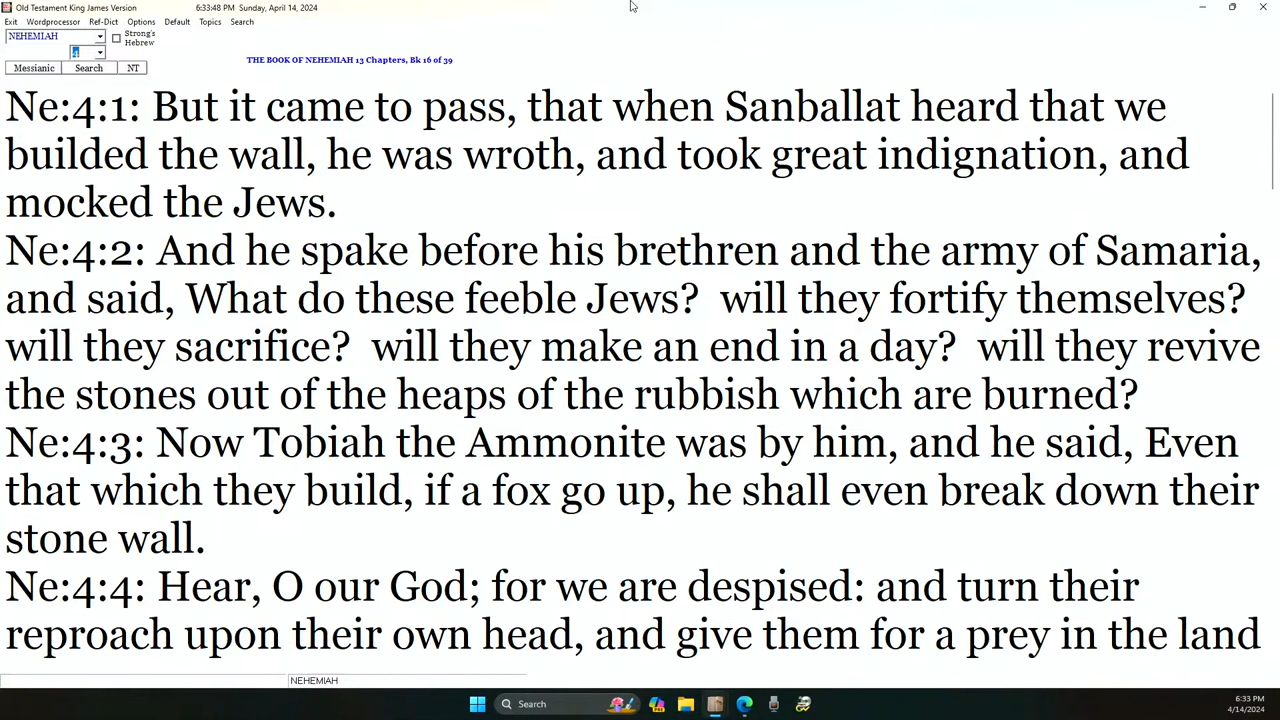 Old Testament King James Version 6:33:48 PM Sunday, April 14, 2024
Exit Wordprocessor Ref-Dict Options Default Topics Search
NEHEMIAH
Strong's
Hebrew
4
THE BOOK OF NEHEMIAH 13 Chapters, Bk 16 of 39
Messianic Search NT
Ne:4:1: But it came to pass, that when Sanballat heard that we
builded the wall, he was wroth, and took great indignation, and
mocked the Jews.
Ne:4:2: And he spake before his brethren and the army of Samaria,
and said, What do these feeble Jews?  will they fortify themselves?
will they sacrifice?  will they make an end in a day?  will they revive
the stones out of the heaps of the rubbish which are burned?
Ne:4:3: Now Tobiah the Ammonite was by him, and he said, Even
that which they build, if a fox go up, he shall even break down their
stone wall.
Ne:4:4: Hear, O our God; for we are despised: and turn their
reproach upon their own head, and give them for a prey in the land
NEHEMIAH
Search
6:33 PM
4/14/2024